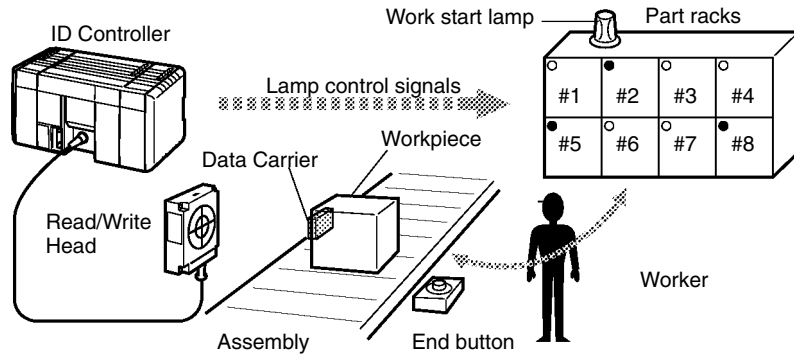 Work start lamp
Part racks
ID Controller
Lamp control signals
#1 #2 #3 #4
#5 #6 #7 #8
Workpiece
Data Carrier
Read/Write
Head
Worker
Assembly
End button